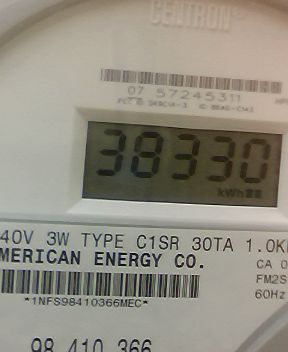 CENTRON
07 57245311
38330
kWh
40V 3W TYPE C1SR 30TA 1.0K
MERICAN ENERGY CO.
CA 0
FM2S
*1NFS98410366MEC*
60Hz
98 410 366